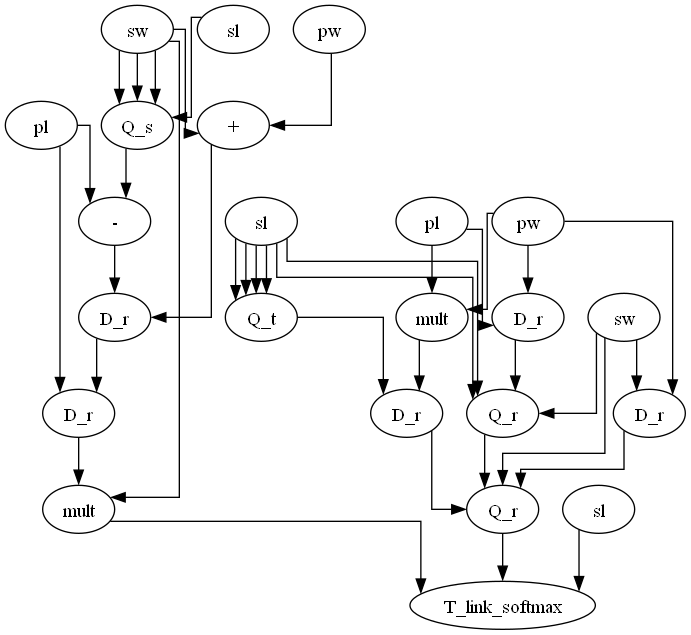 sw
sl
pw
pl
Q_s
+
-
sl
pl
pw
D_r
Q_t
mult
D_r
sw
D_r
D_r
Q_r
D_r
mult
Q_r
sl
T_link_softmax